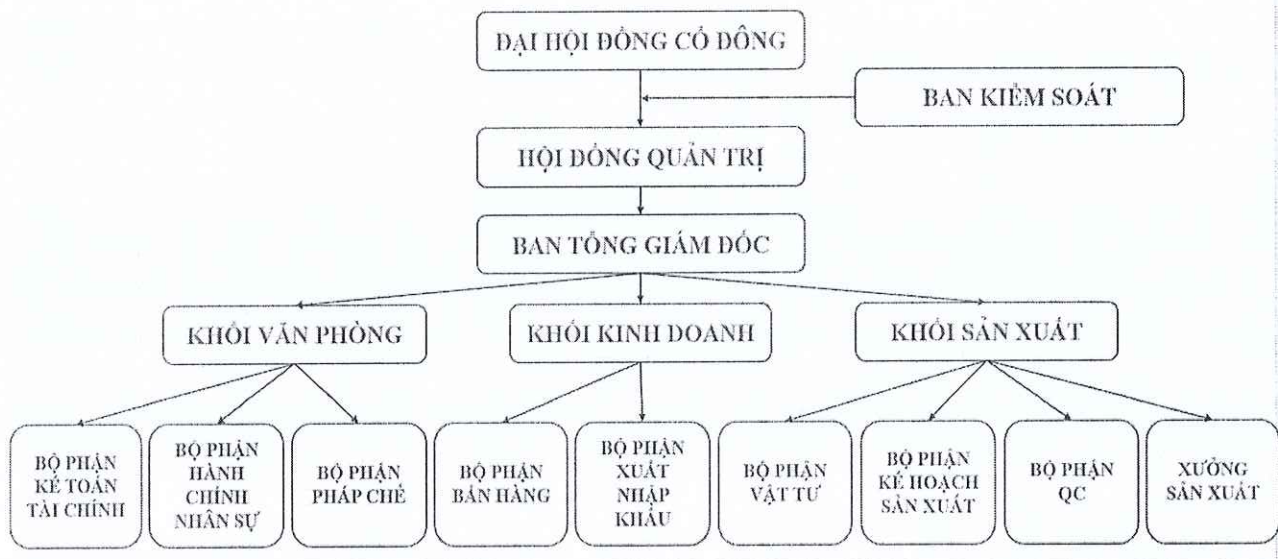 ĐẠI HỘI ĐỒNG CỔ ĐÔNG
BAN KIỂM SOÁT
HỘI ĐỒNG QUẢN TRỊ
BAN TỔNG GIÁM ĐỐC
KHỐI VĂN PHÒNG
KHỐI KINH DOANH
KHỐI SẢN XUẤT
BỘ PHẬN
KẾ TOÁN
TÀI CHÍNH
BỘ PHẬN
HÀNH
CHÍNH
NHÂN SỰ
BỘ PHẬN
PHÁP CHẾ
BỘ PHẬN
BÁN HÀNG
BỘ PHẬN
XUẤT
NHẬP
KHẨU
BỘ PHẬN
VẬT TƯ
BỘ PHẬN
KẾ HOẠCH
SẢN XUẤT
BỘ PHẬN
QC
XƯỞNG
SẢN XUẤT